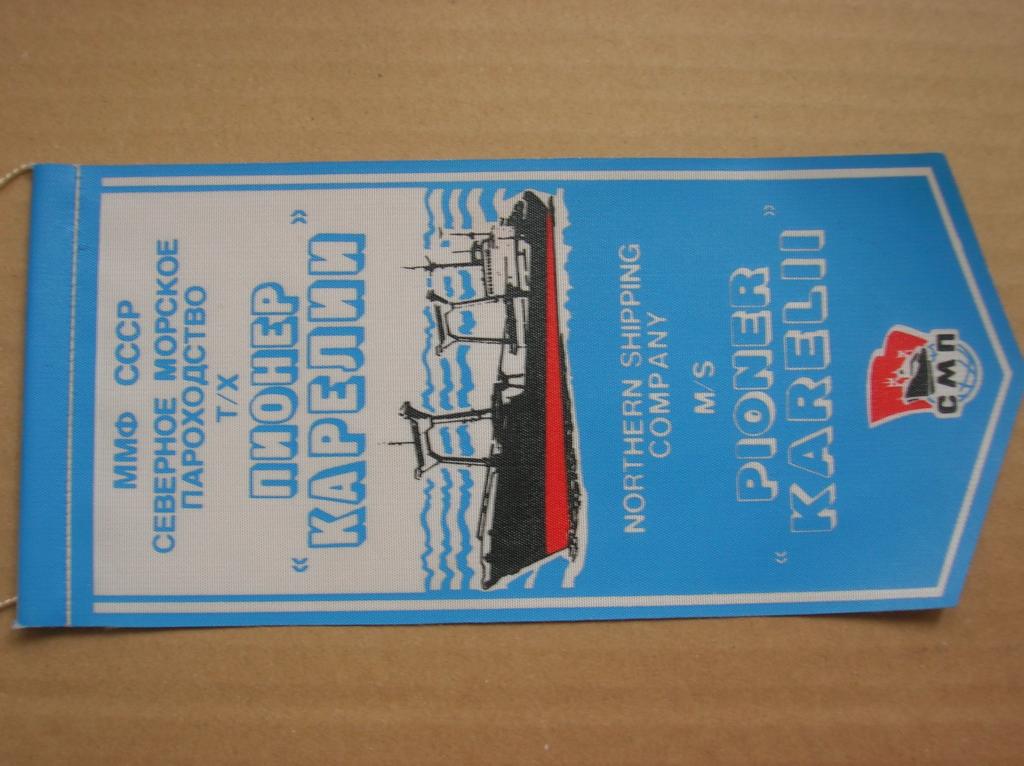 ММФ СССР
СЕВЕРНОЕ МОРСКОЕ
ПАРОХОДСТВО
Т/Х
ПИОНЕР
“КАРЕЛИИ”
NORTHERN SHIPPING
COMPANY
M/S
PIONER
“KARELII”
СМП